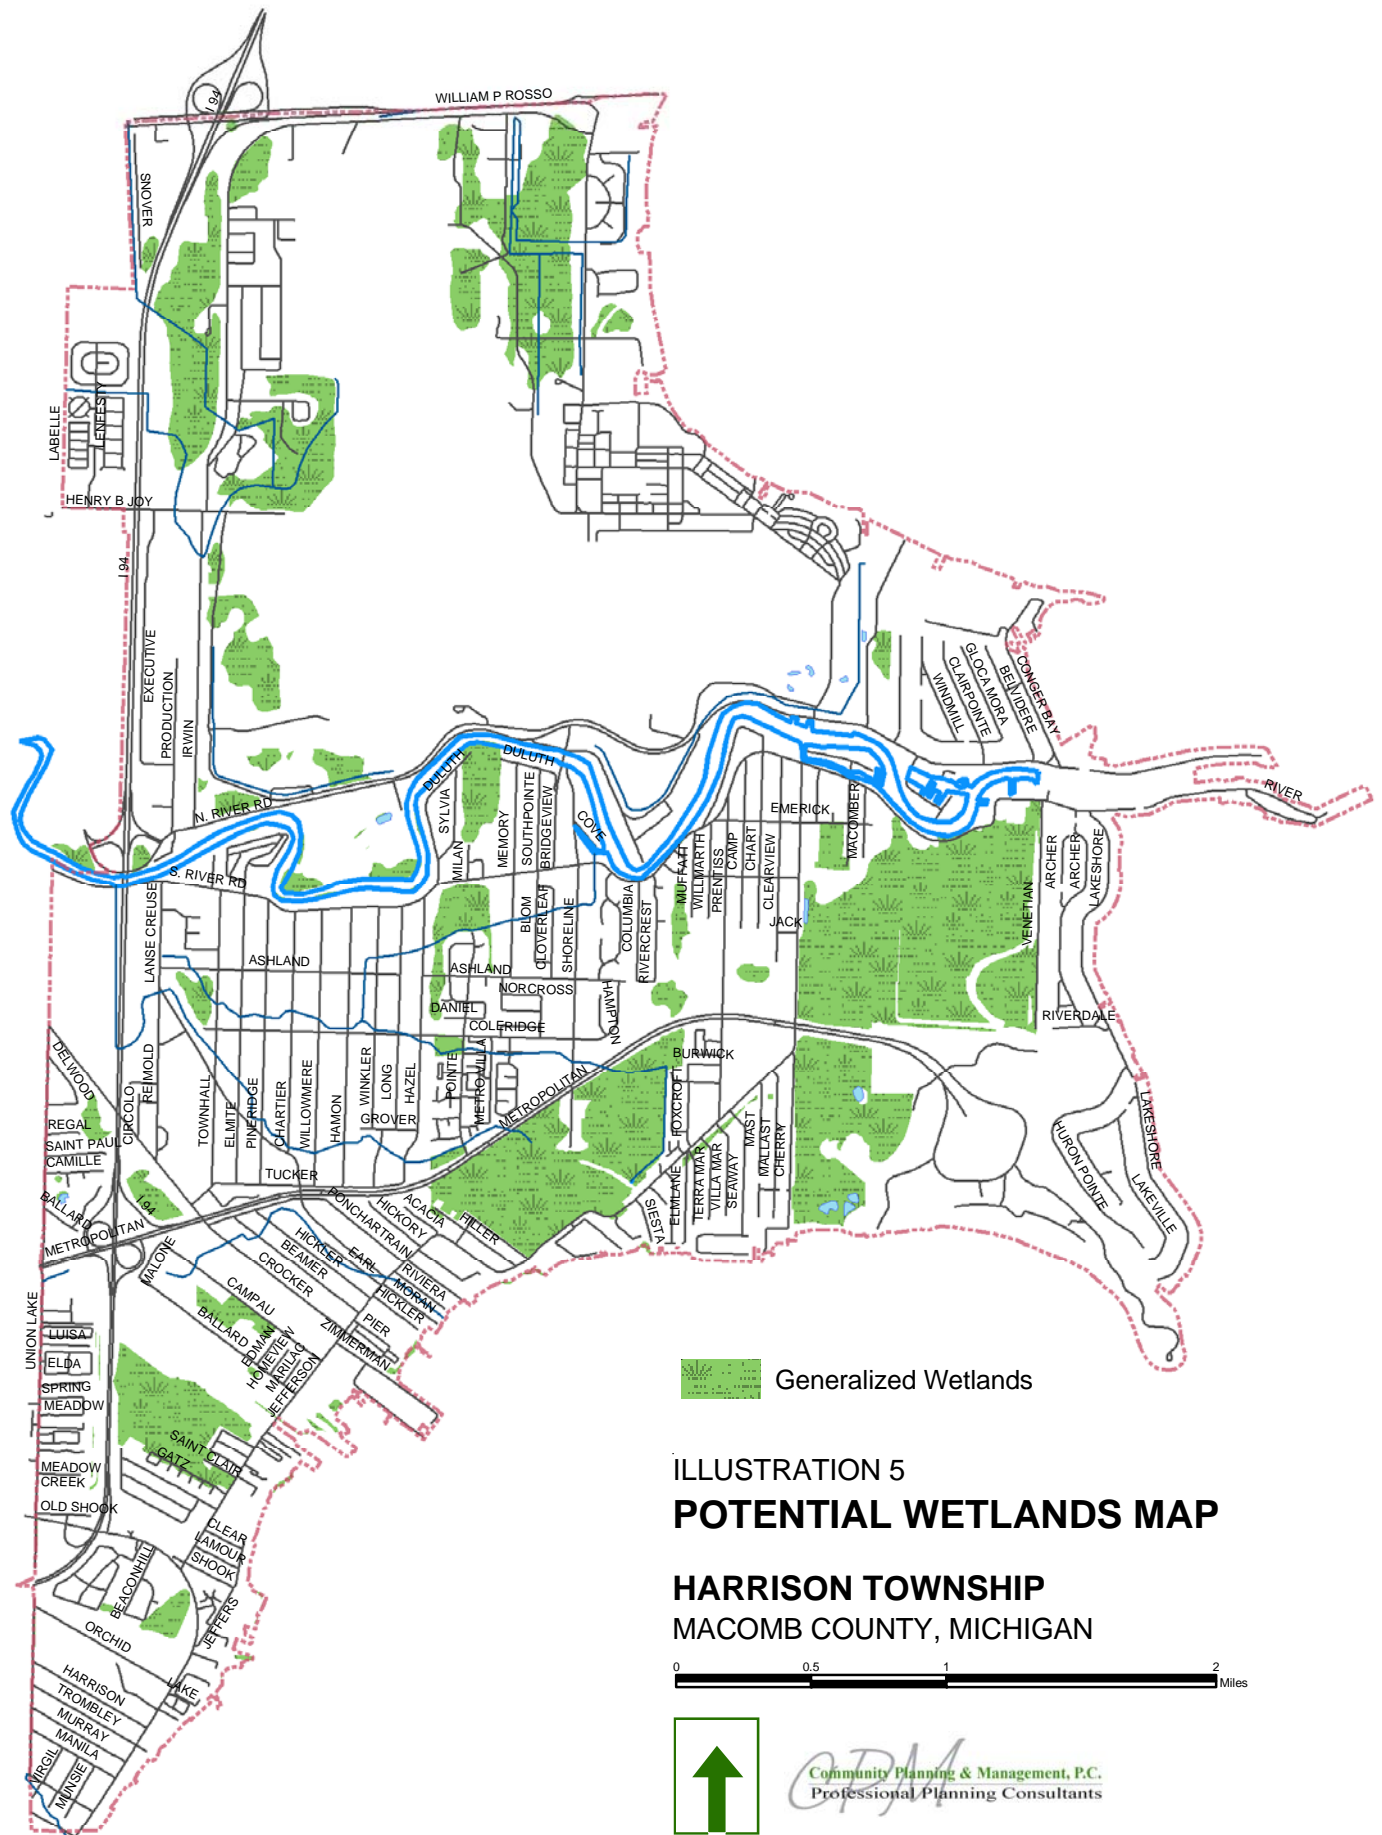 WILLIAM P ROSSO
I 94
SNOVER
LABELLE
LENFESTY
HENRY B JOY
I 94
EXECUTIVE
PRODUCTION
IRWIN
CONGER BAY
BELVIDERE
GLOCA MORA
CLAIRPOINTE
WINDMILL
RIVER
N. RIVER RD
DULUTH
DULUTH
SYLVIA
MILAN
MEMORY
SOUTHPOINTE
BRIDGEVIEW
COVE
EMERICK
MACOMBER
S. RIVER RD
LANSE CREUSE
MUFFATT
WILLMARTH
PRENTISS
CAMP
CHART
CLEARVIEW
JACK
VENETIAN
ARCHER
ARCHER
LAKESHORE
BLOM
CLOVERLEAF
SHORELINE
COLUMBIA
RIVERCREST
ASHLAND
ASHLAND
NORCROSS
DANIEL
COLERIDGE
HAMPTON
RIVERDALE
DELWOOD
REGAL
SAINT PAUL
CAMILLE
CIRCOLO
REIMOLD
TOWNHALL
ELMITE
PINERIDGE
CHARTIER
WILLOWMERE
HAMON
WINKLER
LONG
HAZEL
GROVER
POINTE
METRO VILLA
METROPOLITAN
BURWICK
FOXCROFT
TUCKER
ELMLANE
TERRA MAR
VILLA MAR
SEAWAY
MAST
MALLAST
CHERRY
SIESTA
HURON POINTE
LAKEVILLE
LAKESHORE
BALLARD
METROPOLITAN
I-94
MALONE
PONCHARTRAIN
HICKORY
ACACIA
FILLER
HICKLER
BEAMER
CROCKER
EARL
RIVIERA
MORAN
HICKLER
PIER
ZIMMERMAN
CAMPAU
BALLARD
EDMAN
HOMEVIEW
MARILAC
JEFFERSON
UNION LAKE
LUISA
ELDA
SPRING
MEADOW
MEADOW
CREEK
OLD SHOOK
SAINT CLAIR
GATZ
CLEAR
LAMOUR
SHOOK
BEACONHILL
JEFFERS
ORCHID
LAKE
HARRISON
TROMBLEY
MURRAY
MANILA
VIRGIL
MUNSIE
Generalized Wetlands
ILLUSTRATION 5
POTENTIAL WETLANDS MAP
HARRISON TOWNSHIP
MACOMB COUNTY, MICHIGAN
0 0.5 1 2
Miles
CPM
Community Planning & Management, P.C.
Professional Planning Consultants